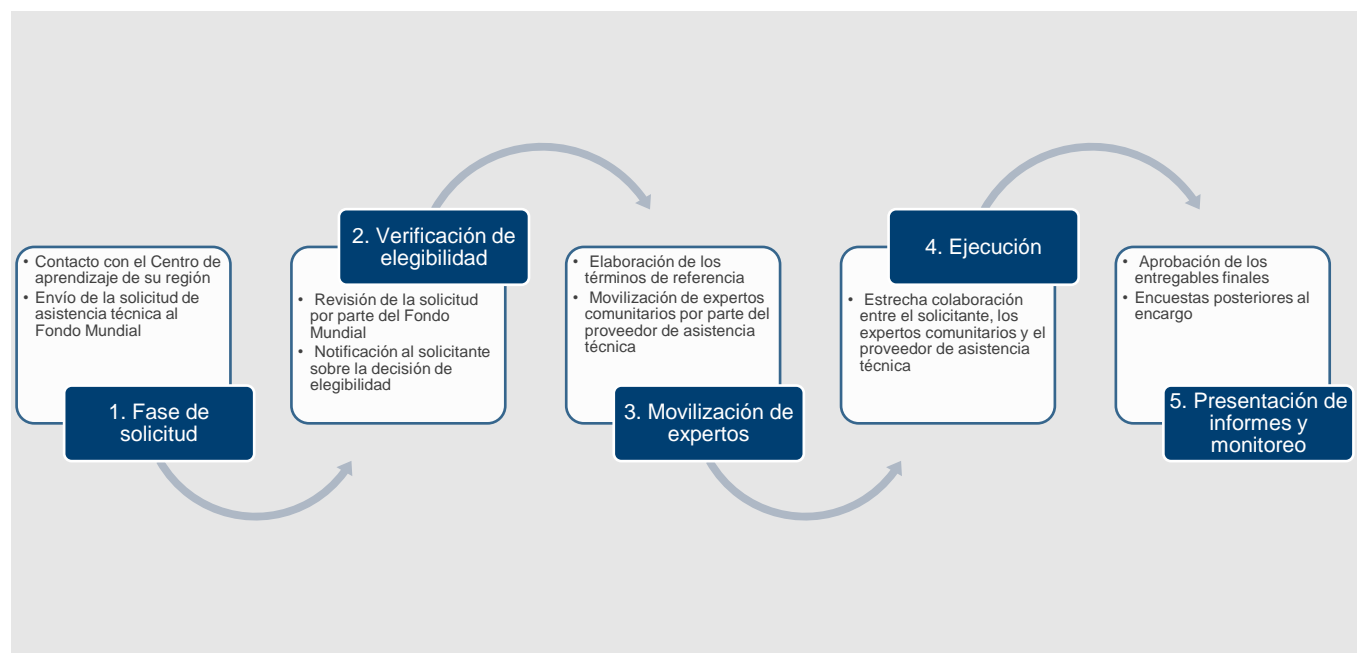 • Contacto con el Centro de
aprendizaje de su región
• Envío de la solicitud de
asistencia técnica al
Fondo Mundial
1. Fase de
solicitud
2. Verificación de
elegibilidad
• Revisión de la solicitud
por parte del Fondo
Mundial
• Notificación al solicitante
sobre la decisión de
elegibilidad
• Elaboración de los
términos de referencia
• Movilización de expertos
comunitarios por parte del
proveedor de asistencia
técnica
3. Movilización de
expertos
4. Ejecución
• Estrecha colaboración
entre el solicitante, los
expertos comunitarios y el
proveedor de asistencia
técnica
• Aprobación de los
entregables finales
• Encuestas posteriores al
encargo
5. Presentación de
informes y
monitoreo